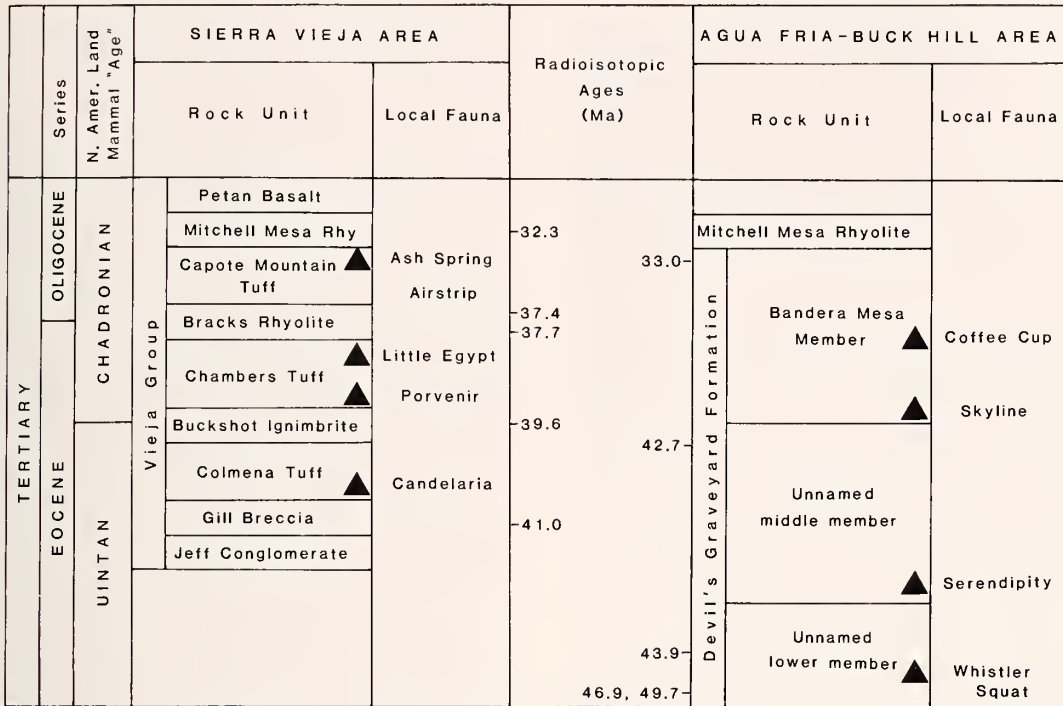 SIERRA VIEJA AREA
AGUA FRIA-BUCK HILL AREA
Series
N. Amer. Land
Mammal "Age"
Rock Unit
Local Fauna
Radioisotopic
Ages
(Ma)
Rock Unit
Local Fauna
TERTIARY
OLIGOCENE
EOCENE
CHADRONIAN
UINTAN
Vieja Group
Petan Basalt
Mitchell Mesa Rhy
Capote Mountain
Tuff
Bracks Rhyolite
Chambers Tuff
Buckshot Ignimbrite
Colmena Tuff
Gill Breccia
Jeff Conglomerate
Ash Spring
Airstrip
Little Egypt
Porvenir
Candelaria
-32.3
33.0-
-37.4
-37.7
-39.6
42.7-
-41.0
43.9-
46.9, 49.7-
Devil's Graveyard Formation
Mitchell Mesa Rhyolite
Bandera Mesa
Member
Unnamed
middle member
Unnamed
lower member
Coffee Cup
Skyline
Serendipity
Whistler
Squat